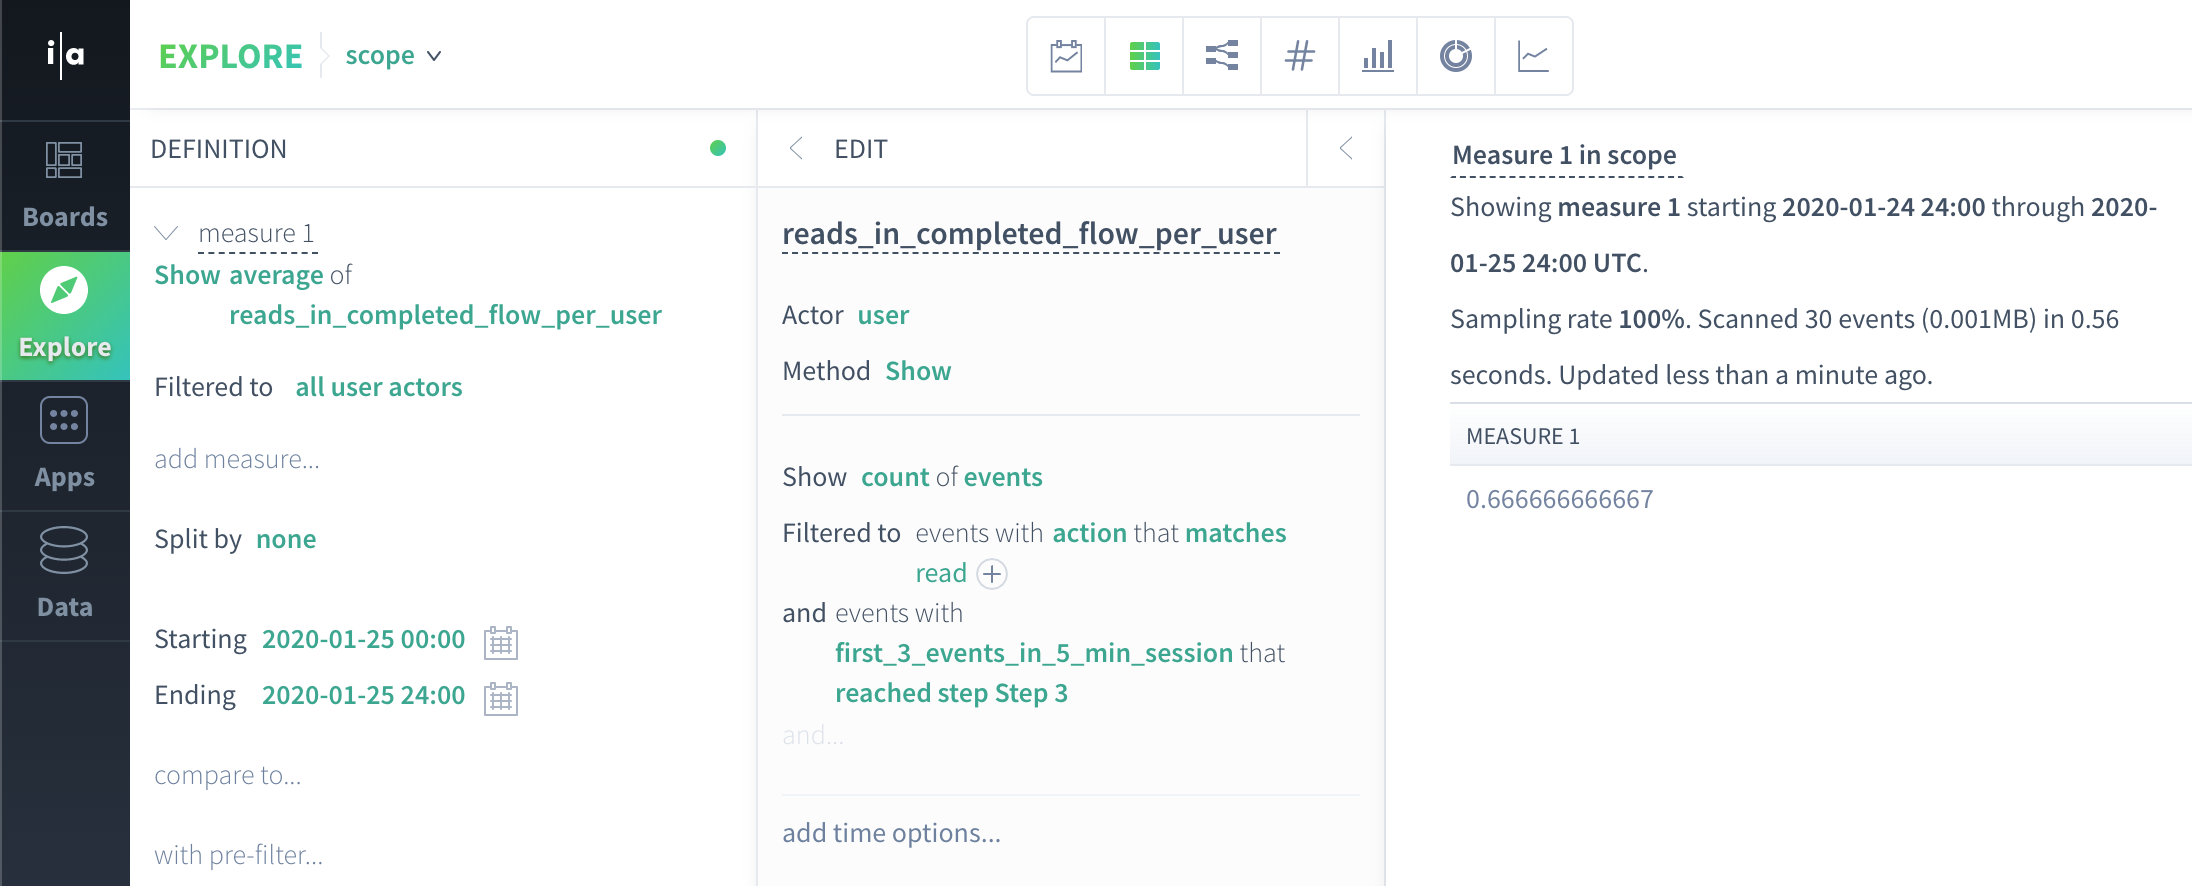 i|a
EXPLORE
scope
Boards
Explore
Apps
Data
DEFINITION
measure 1
Show average of
reads_in_completed_flow_per_user
Filtered to all user actors
add measure...
Split by none
Starting 2020-01-25 00:00
Ending 2020-01-25 24:00
compare to...
with pre-filter...
EDIT
reads_in_completed_flow_per_user
Actor user
Method Show
Show count of events
Filtered to events with action that matches
read
and events with
first_3_events_in_5_min_session that
reached step Step 3
and...
add time options...
Measure 1 in scope
Showing measure 1 starting 2020-01-24 24:00 through 2020-
01-25 24:00 UTC.
Sampling rate 100%. Scanned 30 events (0.001MB) in 0.56
seconds. Updated less than a minute ago.
MEASURE 1
0.666666666667